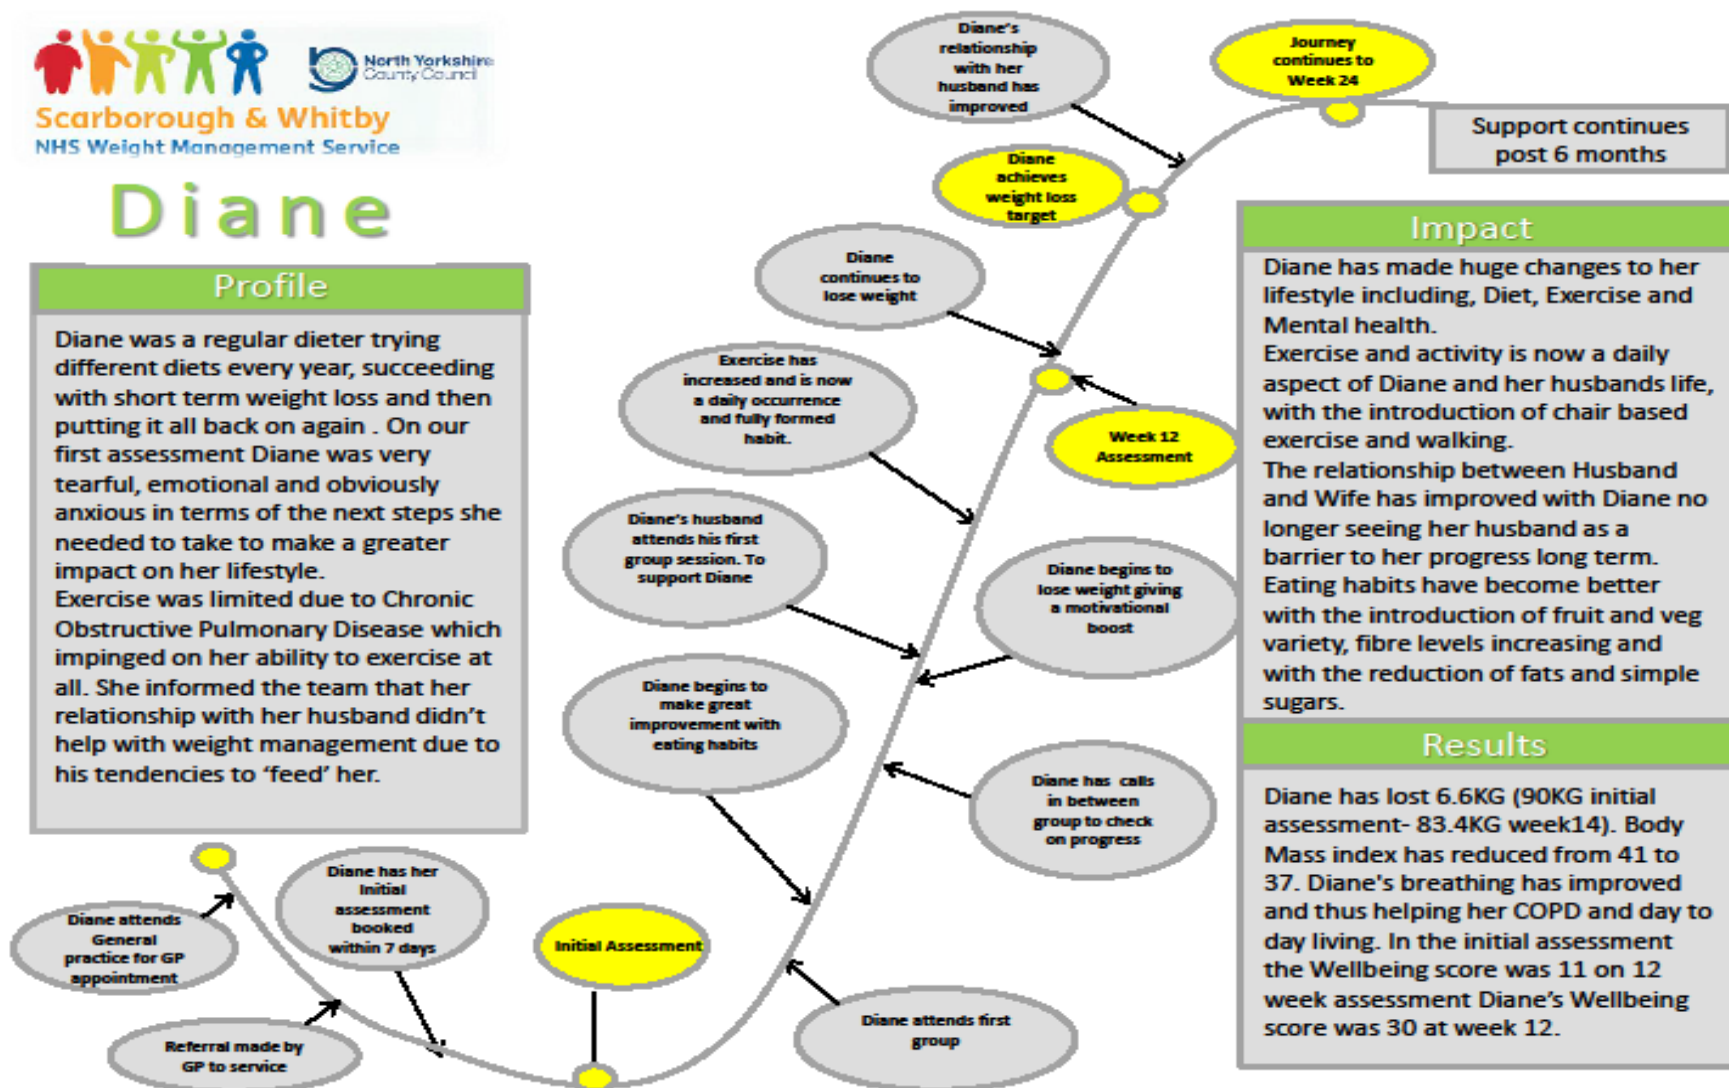 North Yorkshire
County Council
Scarborough & Whitby
NHS Weight Management Service
Diane
Profile
Diane was a regular dieter trying
different diets every year, succeeding
with short term weight loss and then
putting it all back on again . On our
first assessment Diane was very
tearful, emotional and obviously
anxious in terms of the next steps she
needed to take to make a greater
impact on her lifestyle.
Exercise was limited due to Chronic
Obstructive Pulmonary Disease which
impinged on her ability to exercise at
all. She informed the team that her
relationship with her husband didn’t
help with weight management due to
his tendencies to ‘feed’ her.
Diane attends
General
practice for GP
appointment
Referral made by
GP to service
Diane has her
Initial
assessment
booked
within 7 days
Initial Assessment
Diane attends first
group
Diane begins to
make great
improvement with
eating habits
Diane has calls
in between
group to check
on progress
Diane begins to
lose weight giving
a motivational
boost
Diane's husband
attends his first
group session. To
support Diane
Exercise has
increased and is now
a daily occurrence
and fully formed
habit.
Week 12
Assessment
Diane
continues to
lose weight
Diane
achieves
weight loss
target
Diane's
relationship
with her
husband has
improved
Journey
continues to
Week 24
Support continues
post 6 months
Impact
Diane has made huge changes to her
lifestyle including, Diet, Exercise and
Mental health.
Exercise and activity is now a daily
aspect of Diane and her husbands life,
with the introduction of chair based
exercise and walking.
The relationship between Husband
and Wife has improved with Diane no
longer seeing her husband as a
barrier to her progress long term.
Eating habits have become better
with the introduction of fruit and veg
variety, fibre levels increasing and
with the reduction of fats and simple
sugars.
Results
Diane has lost 6.6KG (90KG initial
assessment- 83.4KG week14). Body
Mass index has reduced from 41 to
37. Diane's breathing has improved
and thus helping her COPD and day to
day living. In the initial assessment
the Wellbeing score was 11 on 12
week assessment Diane’s Wellbeing
score was 30 at week 12.